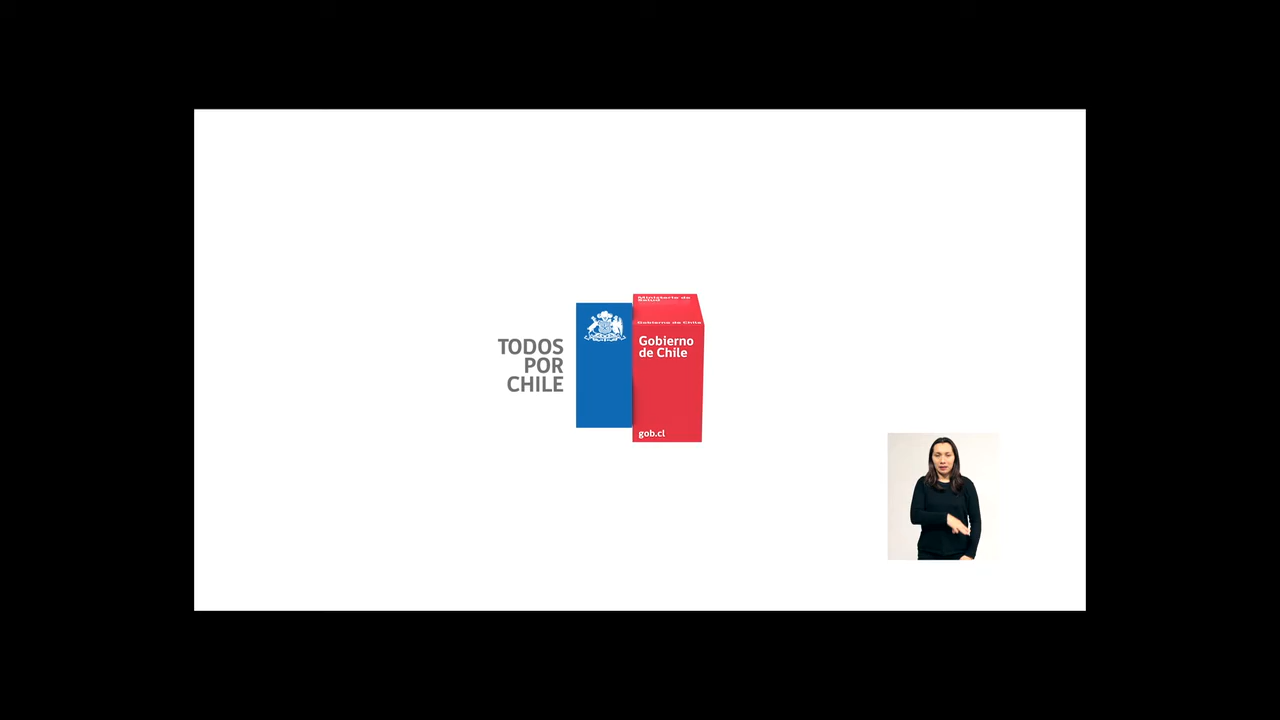 TODOS
POR
CHILE
Ministerio de
Salud
Gobierno de Chile
Gobierno
de Chile
gob.cl